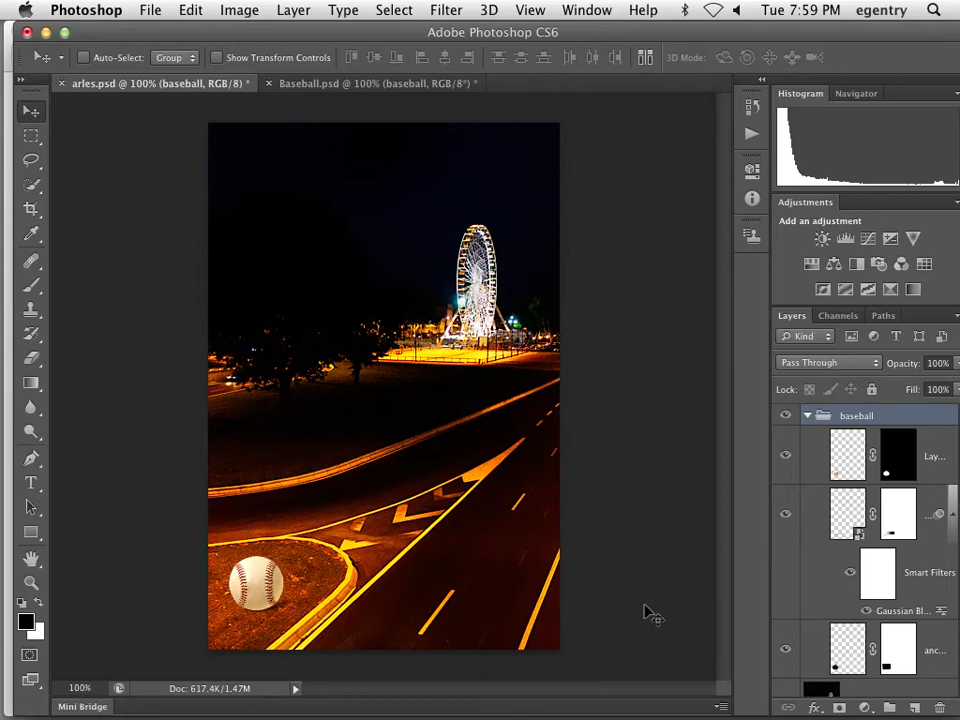 Photoshop File Edit Image Layer Type Select Filter 3D View Window Help Tue 7:59 PM egentry
Adobe Photoshop CS6
Auto-Select: Group Show Transform Controls 3D Mode:
arles.psd @ 100% (baseball, RGB/8) * Baseball.psd @ 100% (baseball, RGB/8*) *
Histogram Navigator
Adjustments
Add an adjustment
Layers Channels Paths
Kind
Pass Through Opacity: 100%
Lock: Fill: 100%
baseball
Lay...
...
Smart Filters
Gaussian Bl...
anc...
100% Doc: 617.4K/1.47M
Mini Bridge